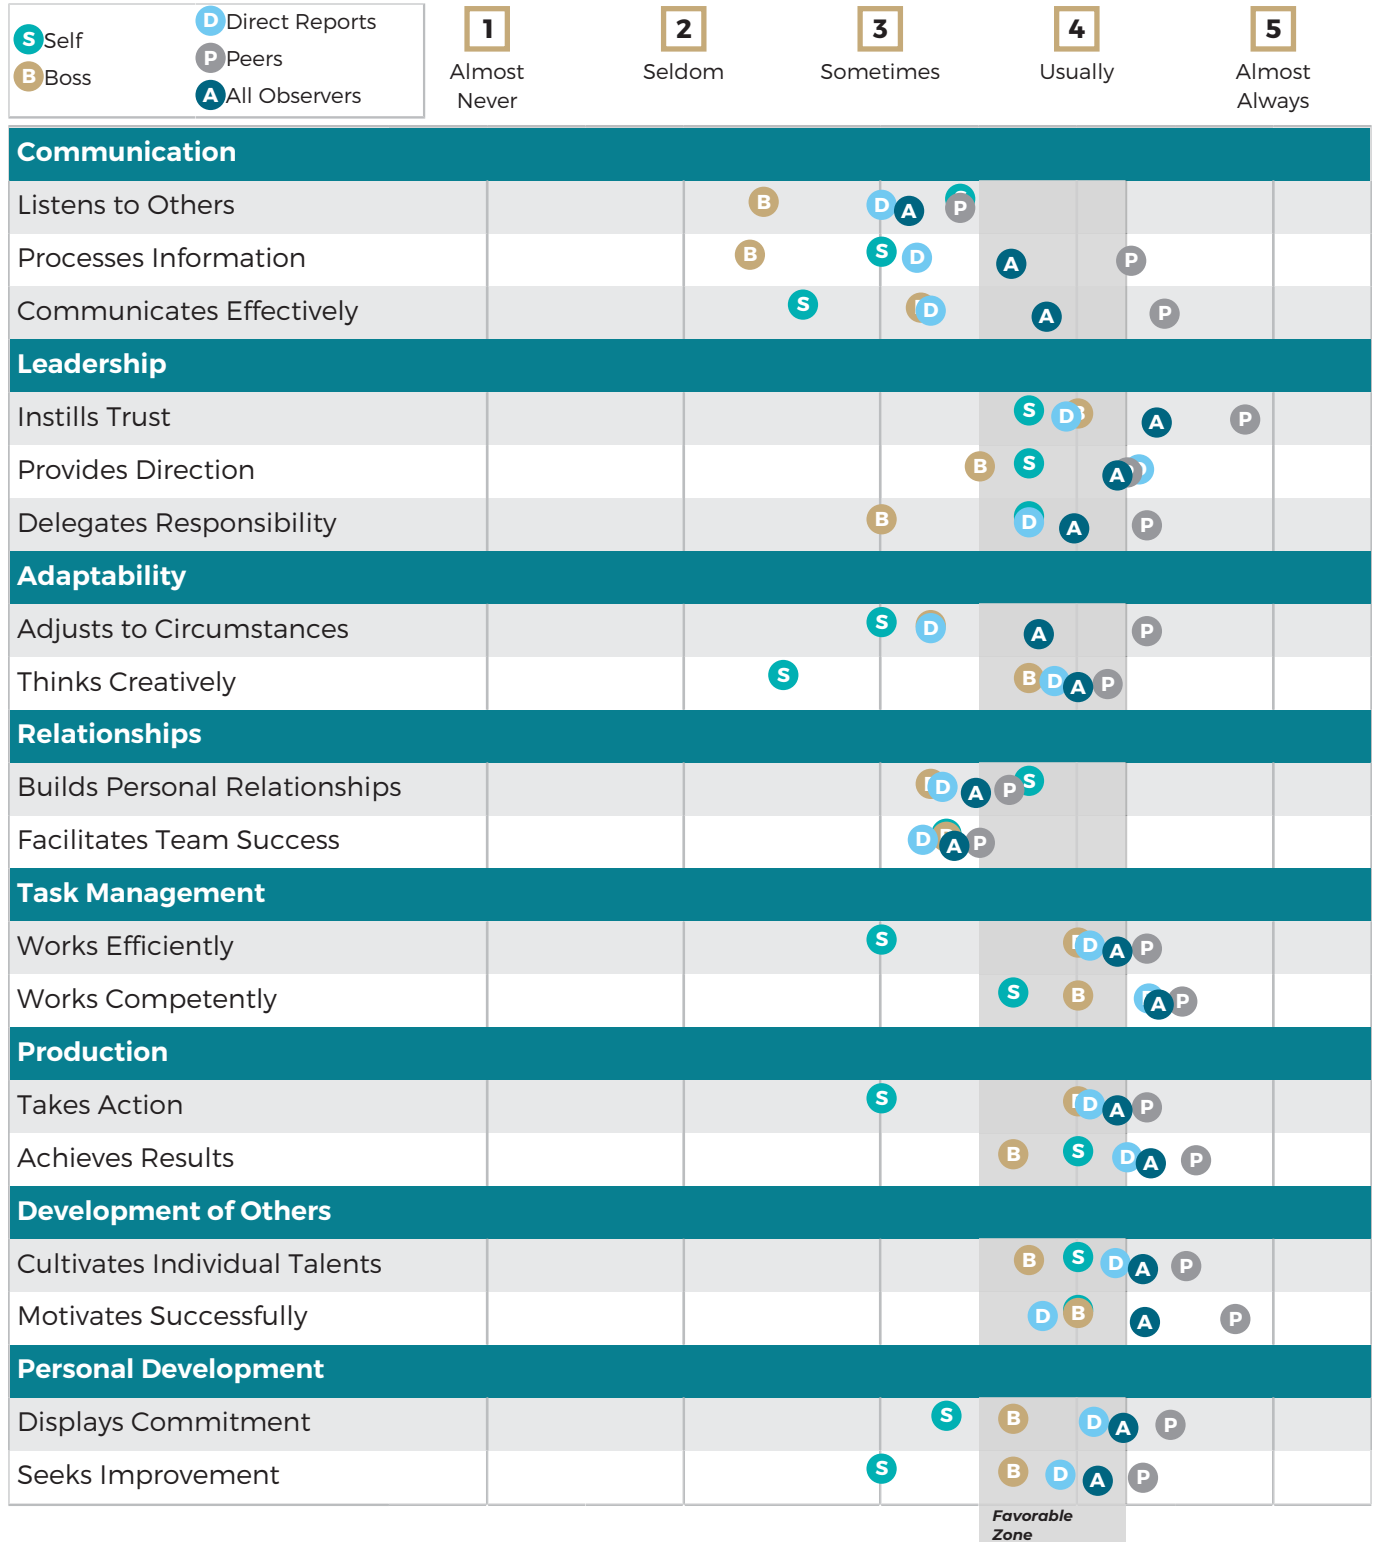 S Self
B Boss
D Direct Reports
P Peers
A All Observers
1 2 3 4 5
Almost Never
Seldom
Sometimes
Usually
Almost Always
Communication
Listens to Others B D A P
Processes Information B S D A P
Communicates Effectively S D A P
Leadership
Instills Trust S D B A P
Provides Direction B S A
Delegates Responsibility B D A P
Adaptability
Adjusts to Circumstances S D A P
Thinks Creatively S B D A P
Relationships
Builds Personal Relationships D A P S
Facilitates Team Success D A P
Task Management
Works Efficiently S D A P
Works Competently S B A P
Production
Takes Action S D A P
Achieves Results B S D A P
Development of Others
Cultivates Individual Talents B S D A P
Motivates Successfully D B A P
Personal Development
Displays Commitment S B D A P
Seeks Improvement S B D A P
Favorable
Zone